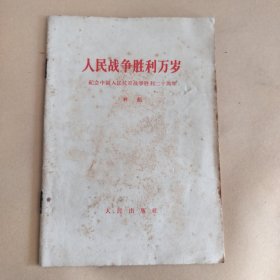 人民战争胜利万岁
纪念中国人民抗日战争胜利二十周年
林彪
人民出版社